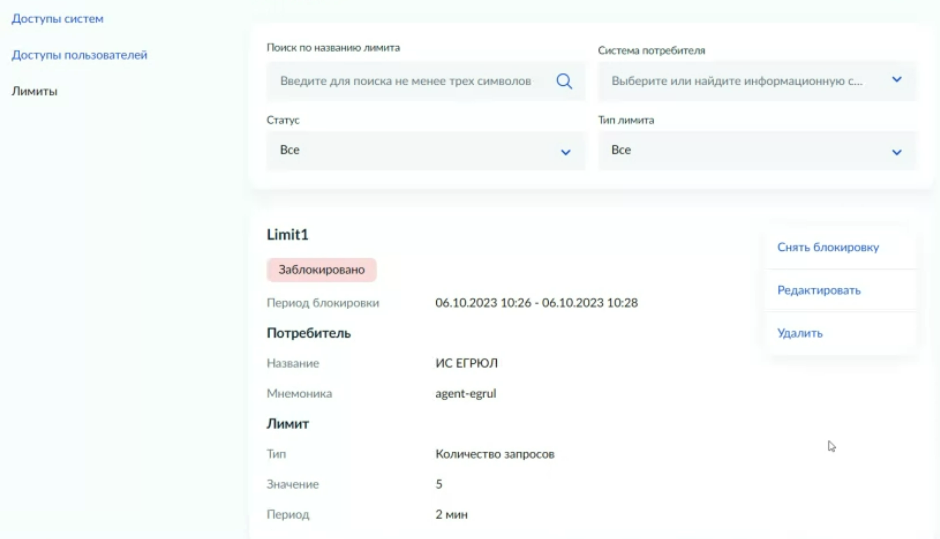 Доступы систем
Доступы пользователей
Лимиты
Поиск по названию лимита
Введите для поиска не менее трех символов
Система потребителя
Выберите или найдите информационную с...
Статус
Все
Тип лимита
Все
Limit1
Заблокировано
Период блокировки 06.10.2023 10:26 - 06.10.2023 10:28
Потребитель
Название ИС ЕГРЮЛ
Мнемоника agent-egrul
Лимит
Тип Количество запросов
Значение 5
Период 2 мин
Снять блокировку
Редактировать
Удалить